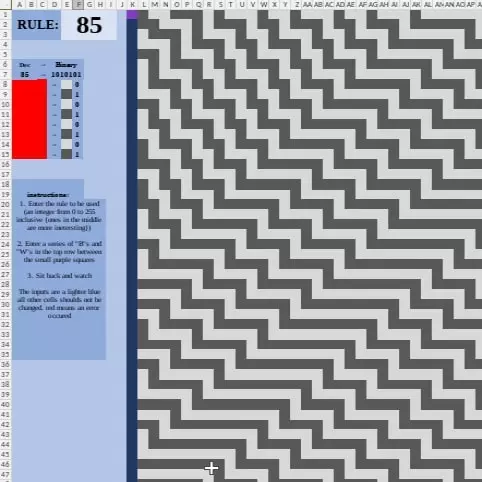 RULE: 85
Dec → Binary
85 → 1010101
→ 0
→ 1
→ 0
→ 1
→ 0
→ 1
→ 0
→ 1
instructions:
1. Enter the rule to be used
(an integer from 0 to 255
inclusive (ones in the middle
are more ineresting))
2. Enter a series of "B"s and
"W"s in the top row between
the small purple squares
3. Sit back and watch
The inputs are a lighter blue
all other cells shoulds not be
changed, red means an error
occured